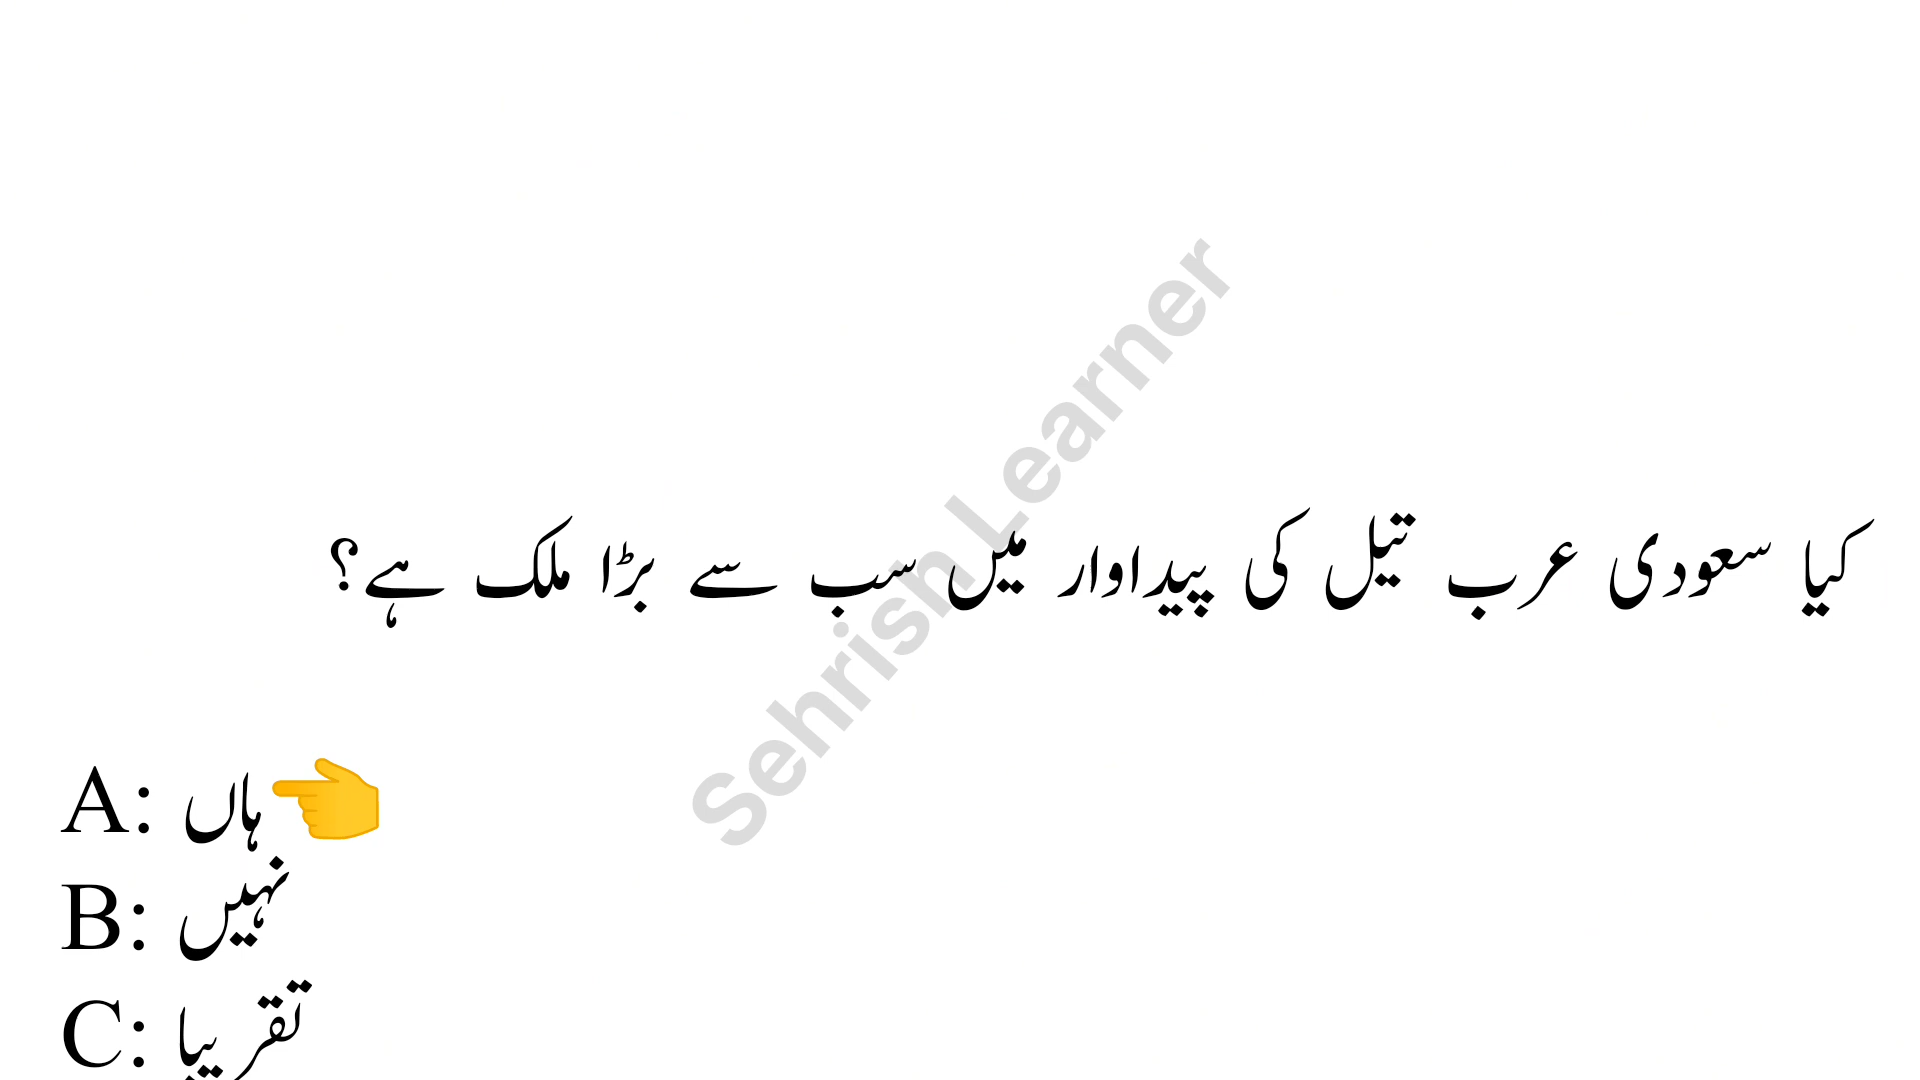 کیا سعودی عرب تیل کی پیداوار میں سب سے بڑا ملک ہے؟
Sehrish Learner
A: ہاں👈
B: نہیں
C: تقریبا